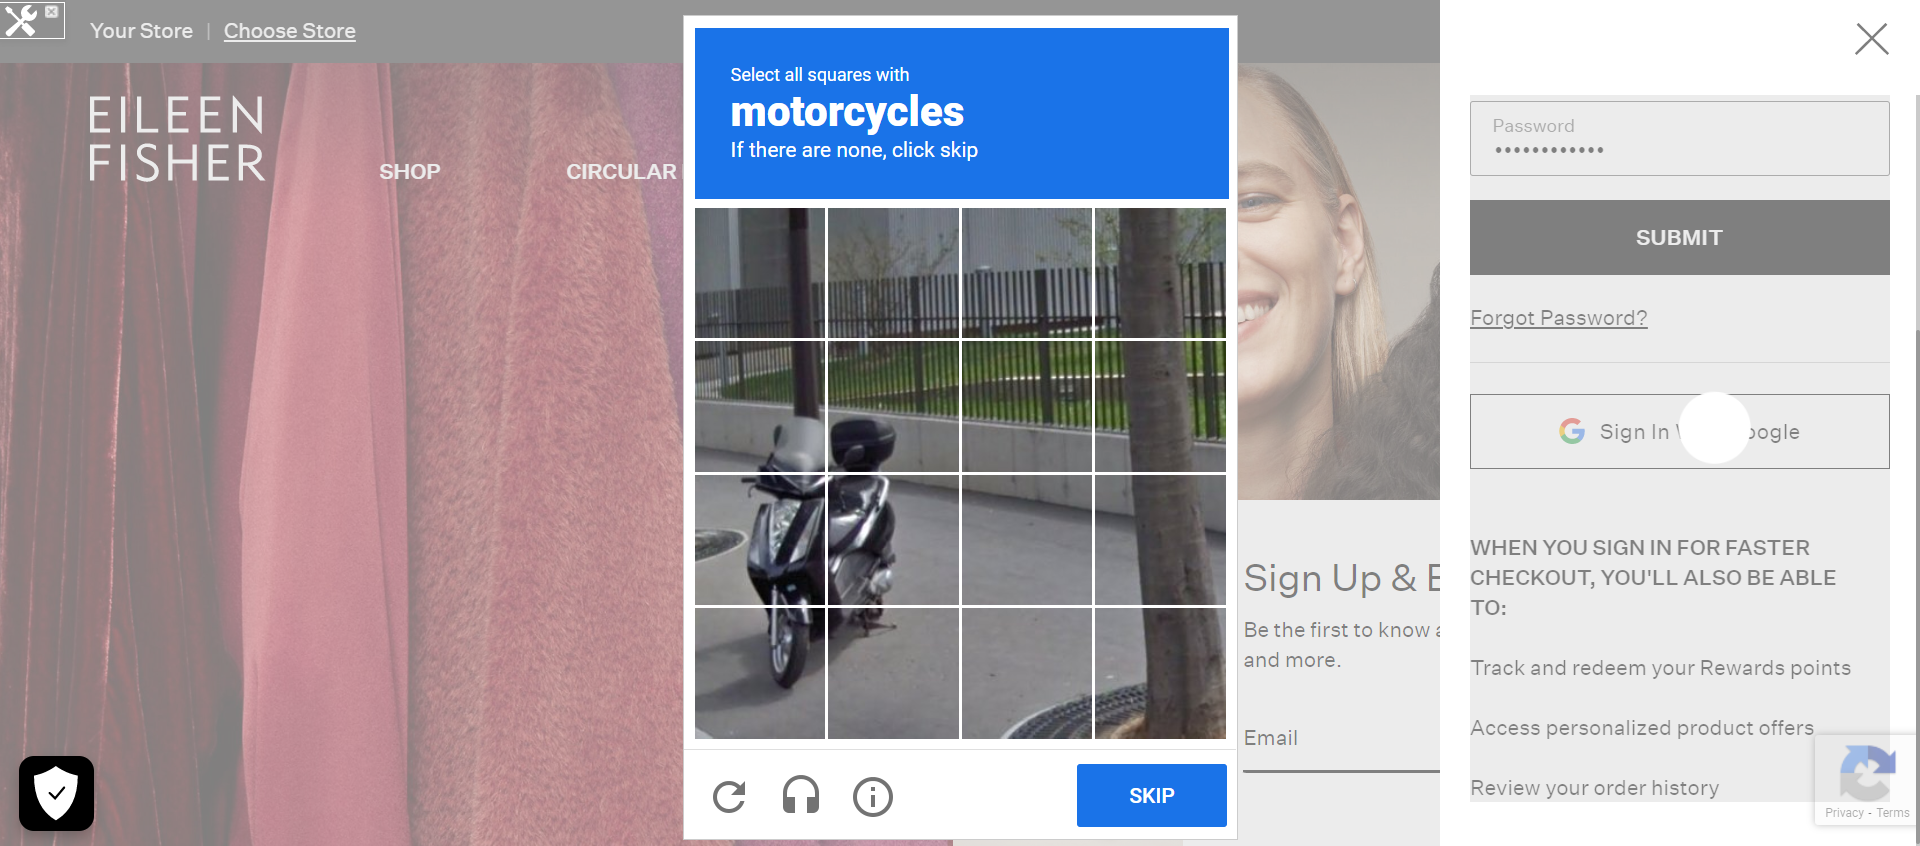 Your Store | Choose Store
EILEEN
FISHER
SHOP
CIRCULAR
Select all squares with
motorcycles
If there are none, click skip
SKIP
Password
••••••••••••
SUBMIT
Forgot Password?
Sign In
WHEN YOU SIGN IN FOR FASTER
CHECKOUT, YOU'LL ALSO BE ABLE
TO:
Track and redeem your Rewards points
Access personalized product offers
Review your order history
Sign Up & E
Be the first to know a
and more.
Email
Privacy - Terms